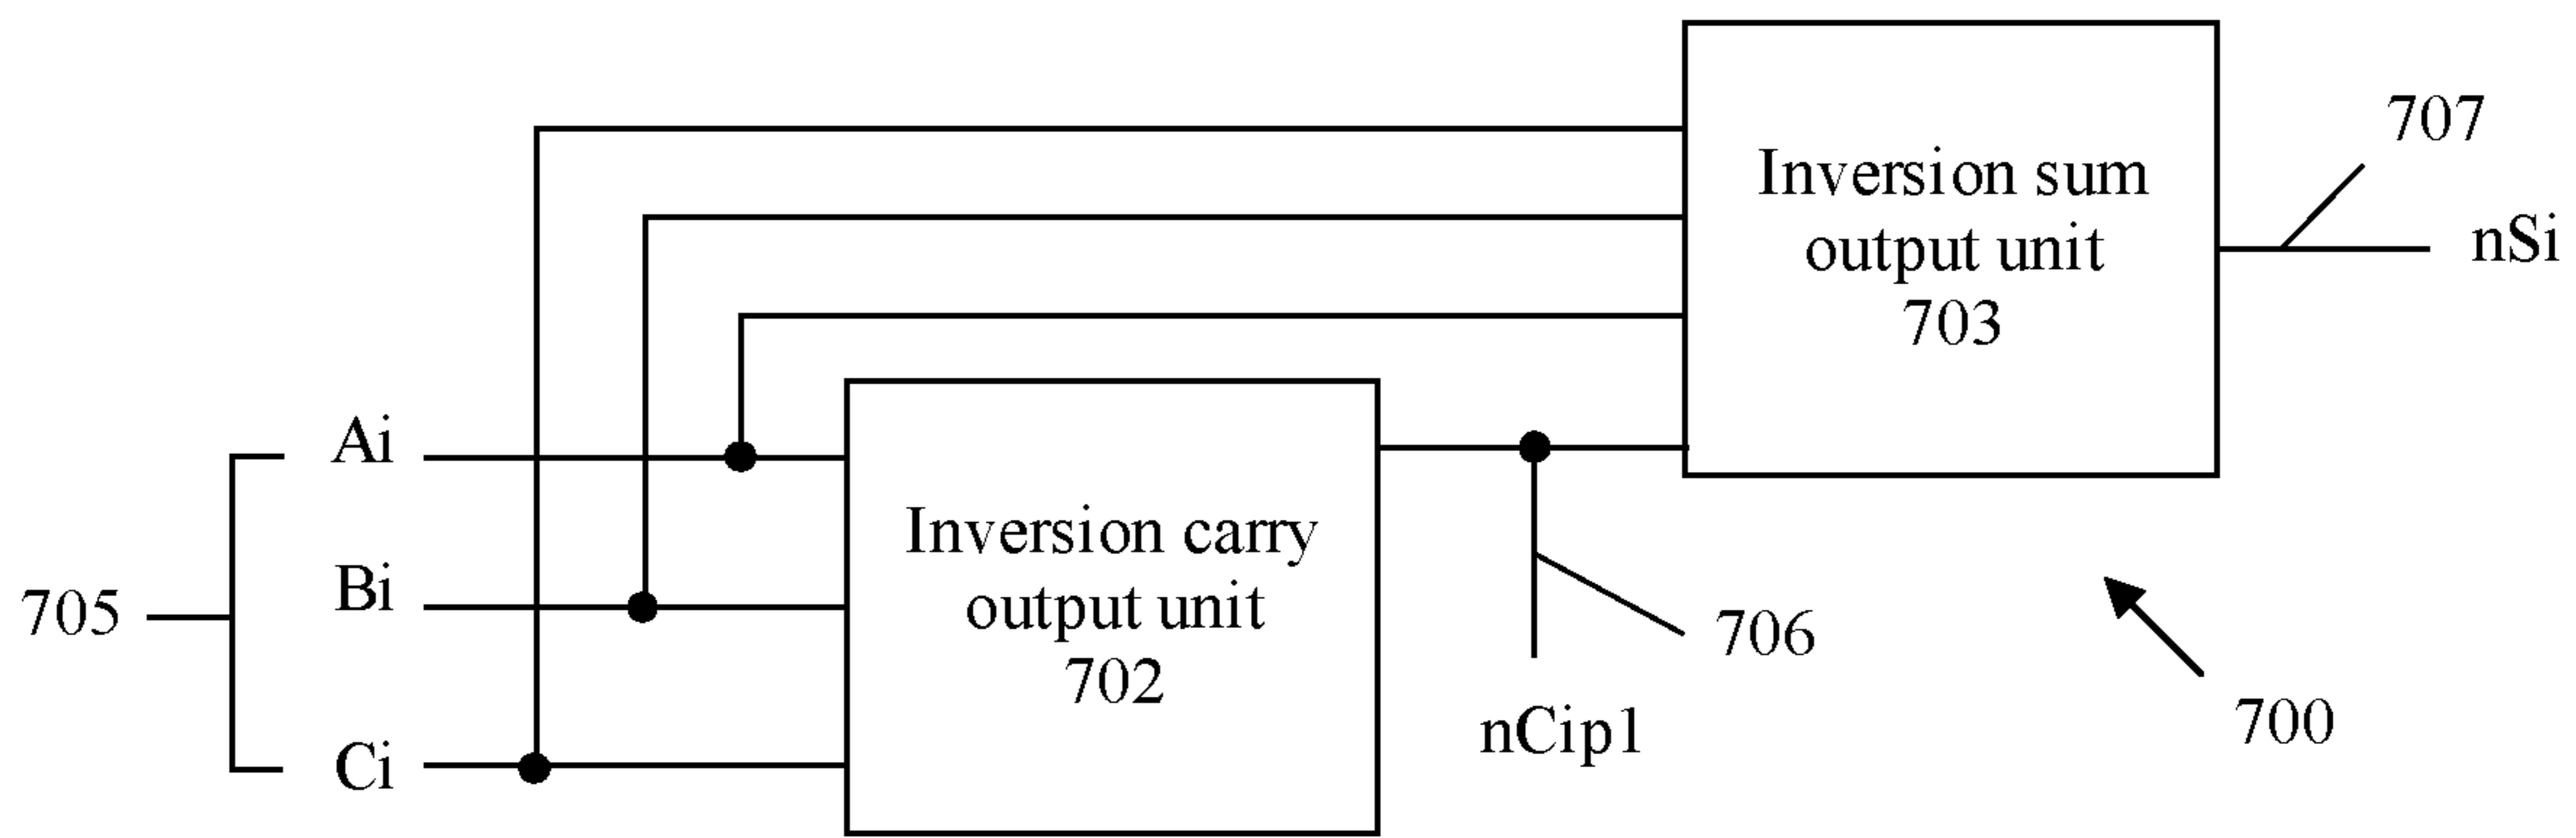 707
Inversion sum
output unit
703
nSi
Ai
Bi
Ci
705
Inversion carry
output unit
702
706
nCip1
700